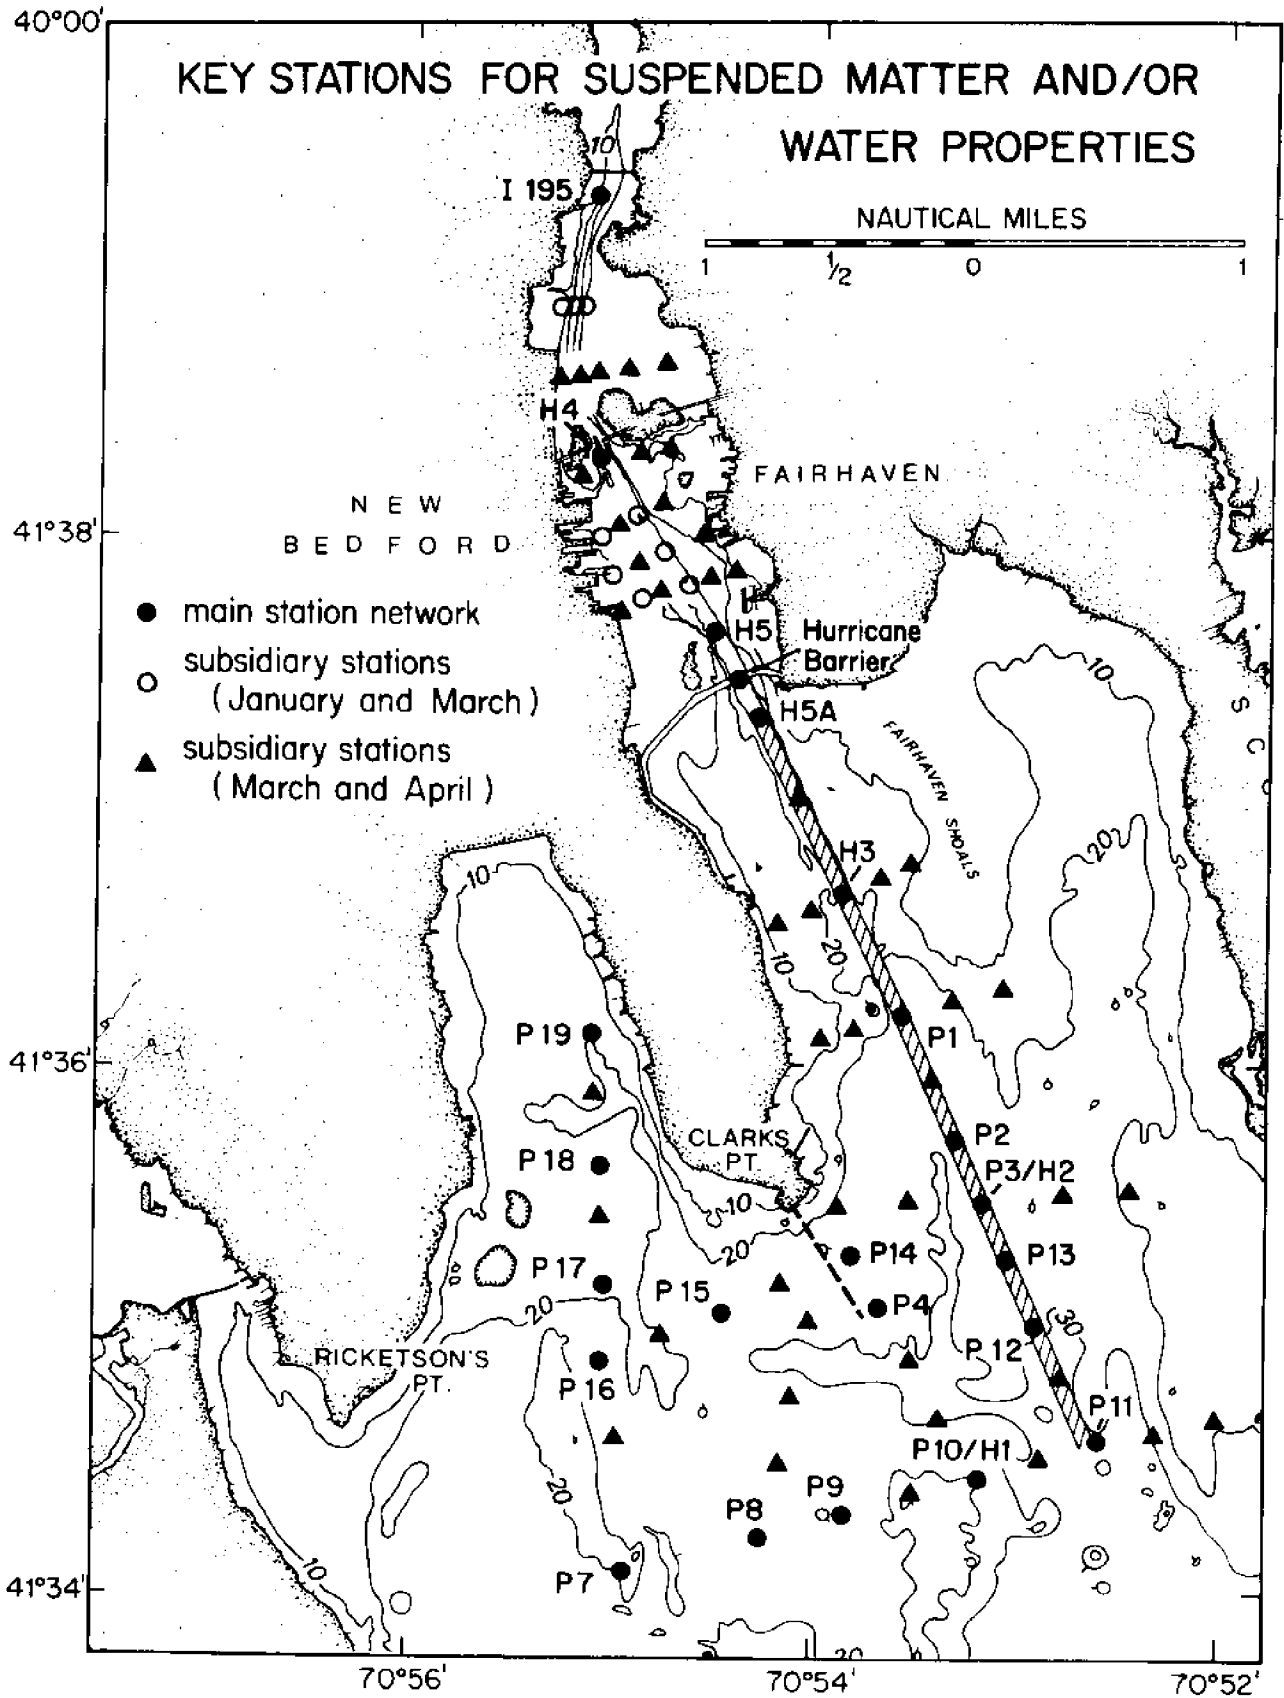 40°00'
KEY STATIONS FOR SUSPENDED MATTER AND/OR
WATER PROPERTIES
10
I 195
NAUTICAL MILES
1 1/2 0 1
H4
FAIRHAVEN
NEW
BEDFORD
41°38'
main station network
subsidiary stations
(January and March)
subsidiary stations
(March and April)
H5
Hurricane
Barrier
H5A
10
S
C
O
FAIRHAVEN SHOALS
H3
20
10
10
20
P19
P1
41°36'
P2
CLARKS
PT.
P18
P3/H2
10
20
P14
P13
P17
P15
P4
20
30
RICKETSON'S
PT.
P12
P16
P11
P10/H1
20
P9
P8
10
P7
41°34'
20
70°56'
70°54'
70°52'